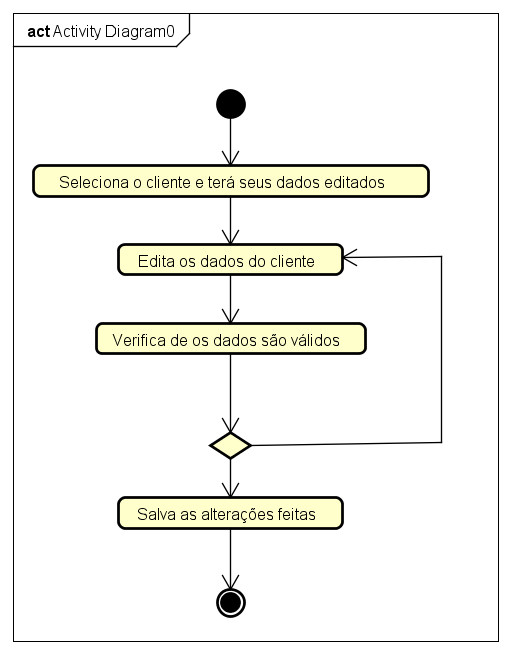 act Activity Diagram0
Seleciona o cliente e terá seus dados editados
Edita os dados do cliente
Verifica de os dados são válidos
Salva as alterações feitas